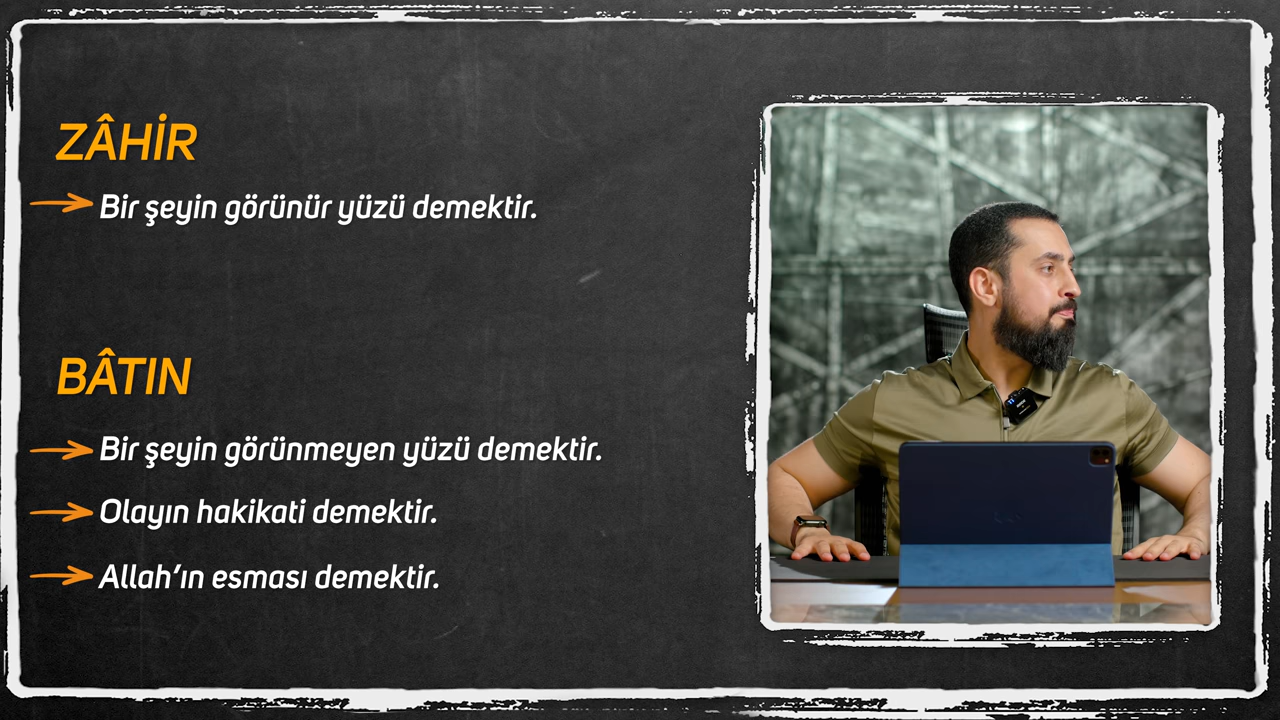 ZÂHİR
Bir şeyin görünür yüzü demektir.
BÂTIN
Bir şeyin görünmeyen yüzü demektir.
Olayın hakikati demektir.
Allah’ın esması demektir.